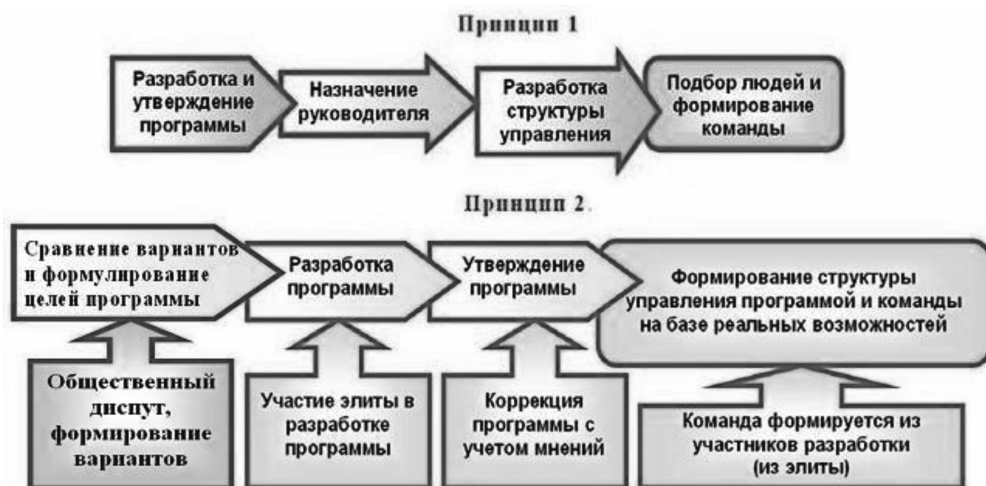 Принцип 1
Разработка и
утверждение
программы
Назначение
руководителя
Разработка
структуры
управления
Подбор людей и
формирование
команды
Принцип 2.
Сравнение вариантов
и формулирование
целей программы
Разработка
программы
Утверждение
программы
Формирование структуры
управления программой и команды
на базе реальных возможностей
Общественный
диспут,
формирование
вариантов
Участие элиты в
разработке
программы
Коррекция
программы с
учетом мнений
Команда формируется из
участников разработки
(из элиты)